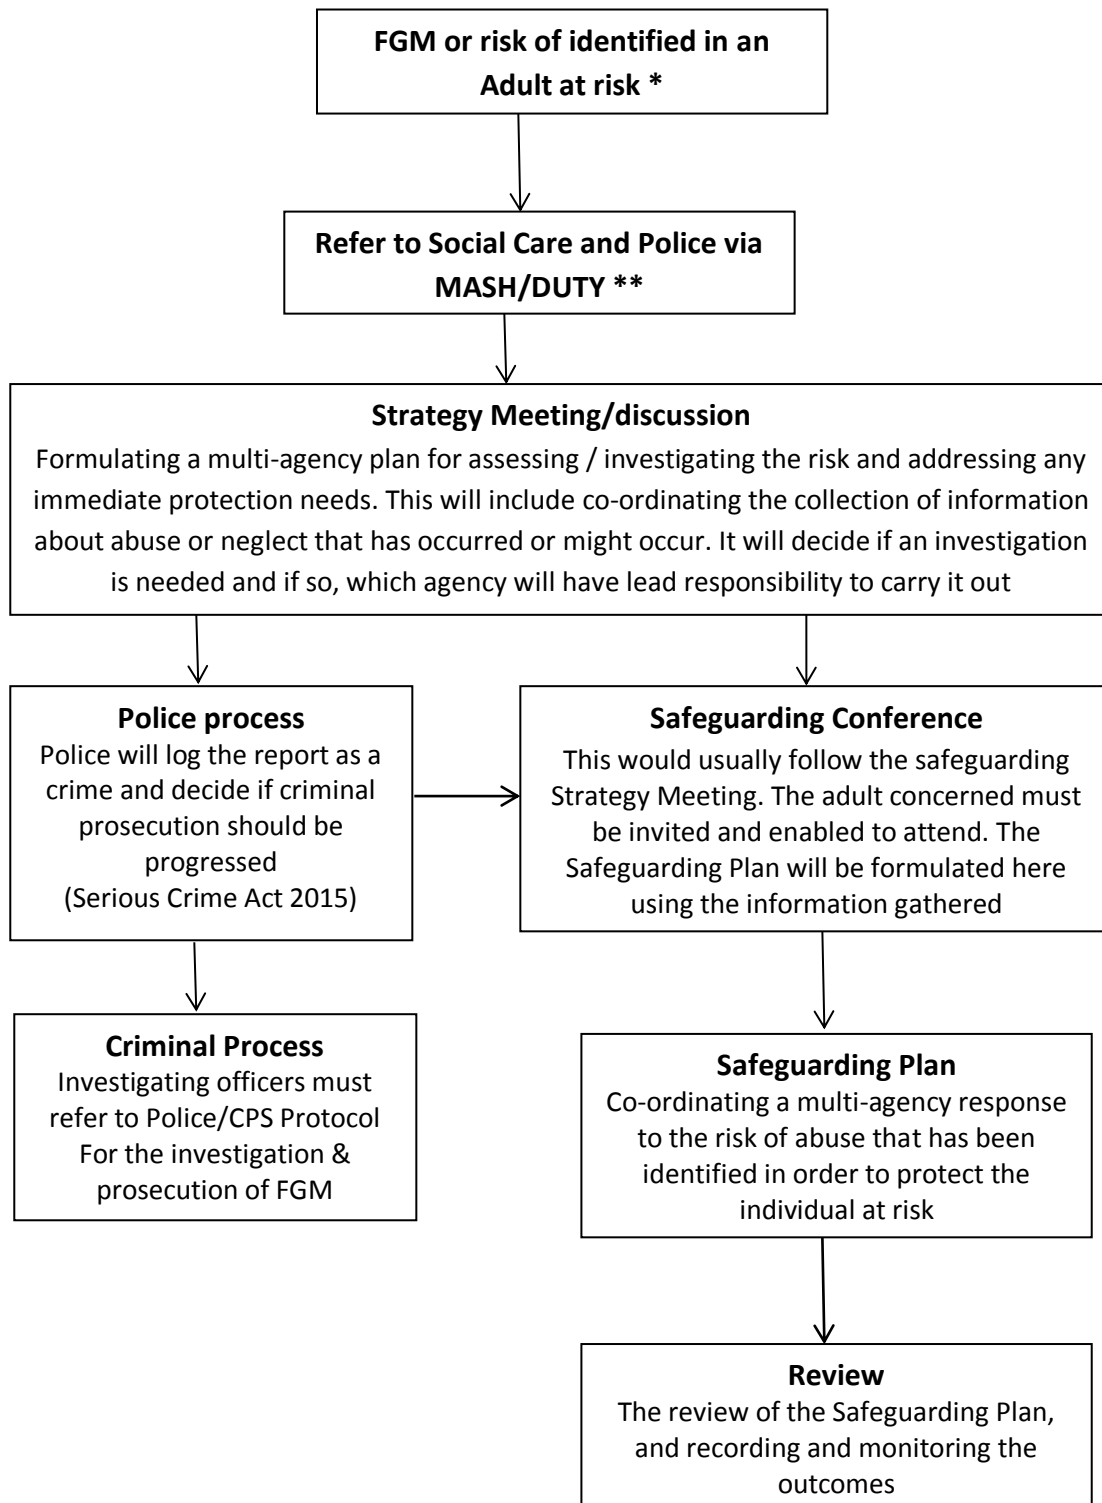 FGM or risk of identified in an
Adult at risk *
Refer to Social Care and Police via
MASH/DUTY **
Strategy Meeting/discussion
Formulating a multi-agency plan for assessing / investigating the risk and addressing any
immediate protection needs. This will include co-ordinating the collection of information
about abuse or neglect that has occurred or might occur. It will decide if an investigation
is needed and if so, which agency will have lead responsibility to carry it out
Police process
Police will log the report as a
crime and decide if criminal
prosecution should be
progressed
(Serious Crime Act 2015)
Safeguarding Conference
This would usually follow the safeguarding
Strategy Meeting. The adult concerned must
be invited and enabled to attend. The
Safeguarding Plan will be formulated here
using the information gathered
Criminal Process
Investigating officers must
refer to Police/CPS Protocol
For the investigation &
prosecution of FGM
Safeguarding Plan
Co-ordinating a multi-agency response
to the risk of abuse that has been
identified in order to protect the
individual at risk
Review
The review of the Safeguarding Plan,
and recording and monitoring the
outcomes